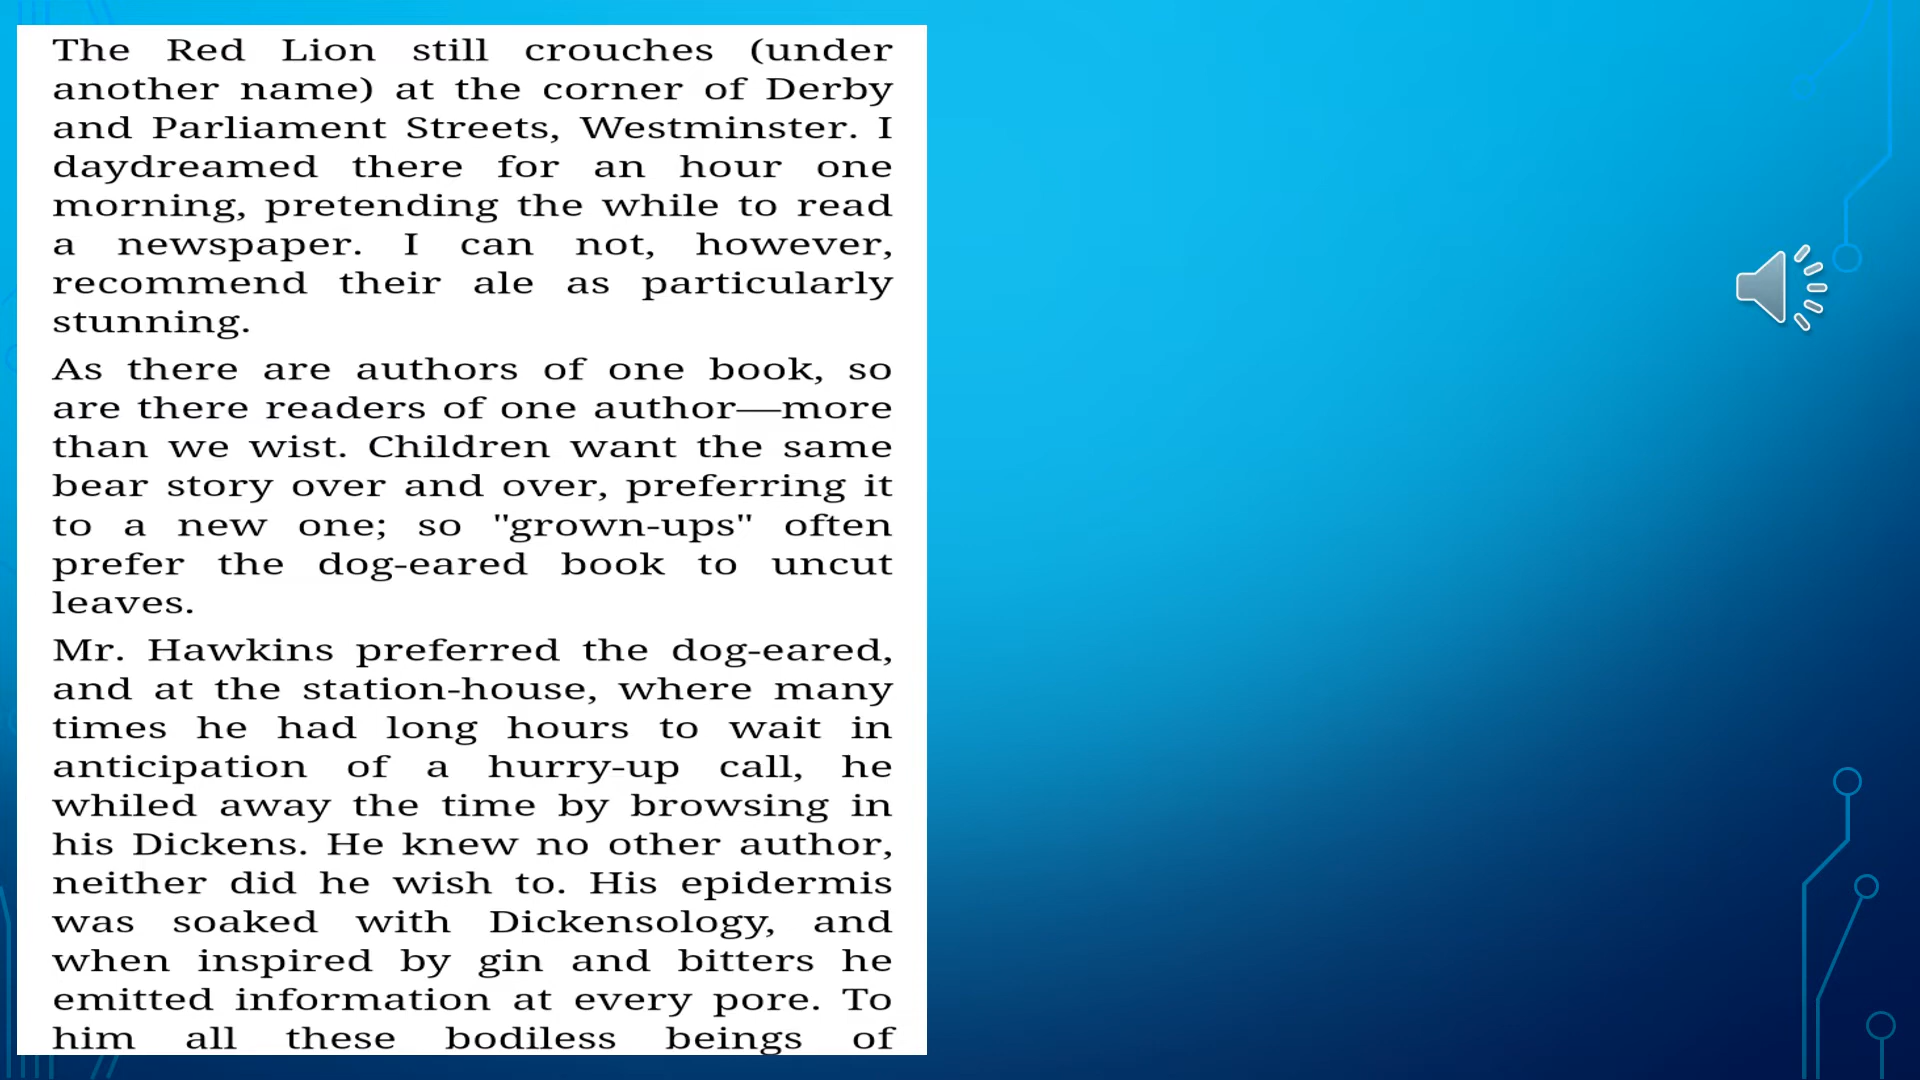 The Red Lion still crouches (under
another name) at the corner of Derby
and Parliament Streets, Westminster. I
daydreamed there for an hour one
morning, pretending the while to read
a newspaper. I can not, however,
recommend their ale as particularly
stunning.
As there are authors of one book, so
are there readers of one author—more
than we wist. Children want the same
bear story over and over, preferring it
to a new one; so "grown-ups" often
prefer the dog-eared book to uncut
leaves.
Mr. Hawkins preferred the dog-eared,
and at the station-house, where many
times he had long hours to wait in
anticipation of a hurry-up call, he
whiled away the time by browsing in
his Dickens. He knew no other author,
neither did he wish to. His epidermis
was soaked with Dickensology, and
when inspired by gin and bitters he
emitted information at every pore. To
him all these bodiless beings of